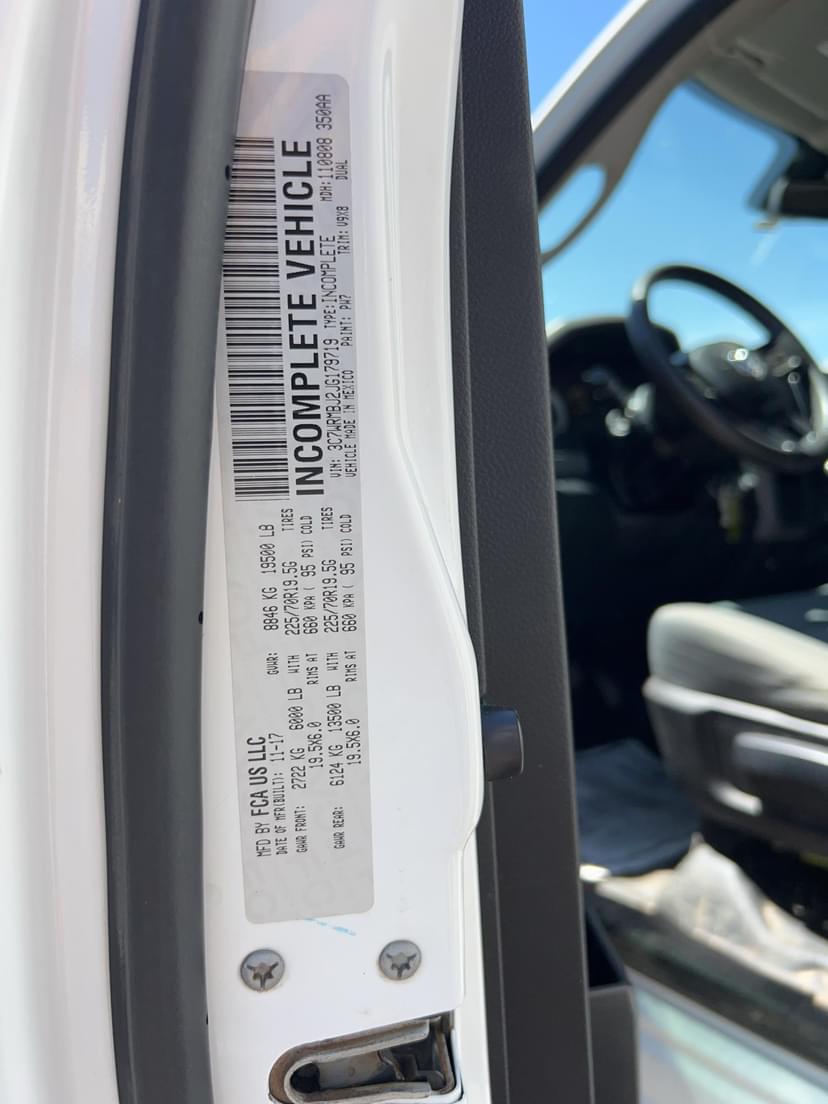 MFD BY FCA US LLC
DATE OF MFR(BUILT): 11-17 GVWR: 8846 KG 19500 LB
GAWR FRONT: 2722 KG 6000 LB WITH 225/70R19.5G TIRES
19.5X6.0 RIMS AT 660 KPA ( 95 PSI) COLD
GAWR REAR: 6124 KG 13500 LB WITH 225/70R19.5G TIRES
19.5X6.0 RIMS AT 660 KPA ( 95 PSI) COLD
INCOMPLETE VEHICLE
VIN: 3C7WRMBJ2JG179719 TYPE:INCOMPLETE MDH:110808 350AA
VEHICLE MADE IN MEXICO PAINT: PW7 TRIM: V9X8 DUAL